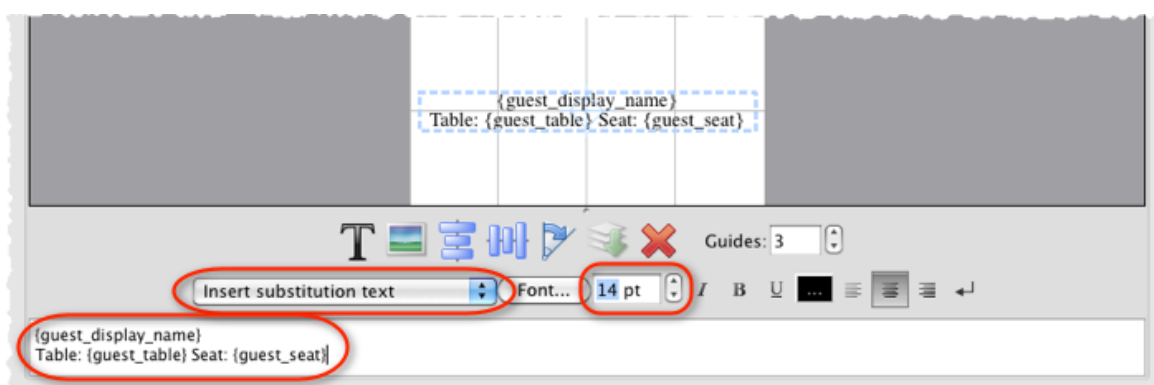 {guest_display_name}
Table: {guest_table} Seat: {guest_seat}
T
Guides: 3
Insert substitution text
Font...
14 pt
I B U ...
{guest_display_name}
Table: {guest_table} Seat: {guest_seat}